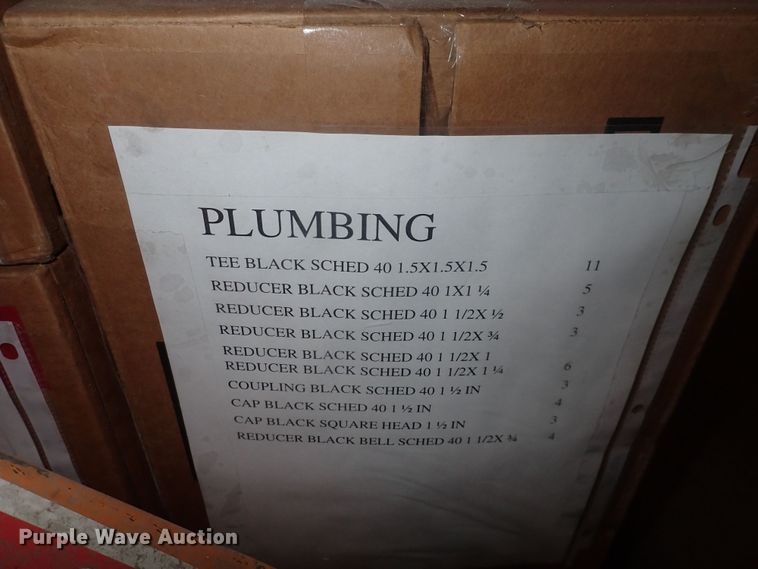 PLUMBING
TEE BLACK SCHED 40 1.5X1.5X1.5 11
REDUCER BLACK SCHED 40 1X1 ¼ 5
REDUCER BLACK SCHED 40 1 1/2X ½ 3
REDUCER BLACK SCHED 40 1 1/2X ¾ 3
REDUCER BLACK SCHED 40 1 1/2X 1
REDUCER BLACK SCHED 40 1 1/2X 1 ¼ 6
COUPLING BLACK SCHED 40 1 ½ IN 3
CAP BLACK SCHED 40 1 ½ IN 4
CAP BLACK SQUARE HEAD 1 ½ IN 3
REDUCER BLACK BELL SCHED 40 1 1/2X ¾ 4
Purple Wave Auction